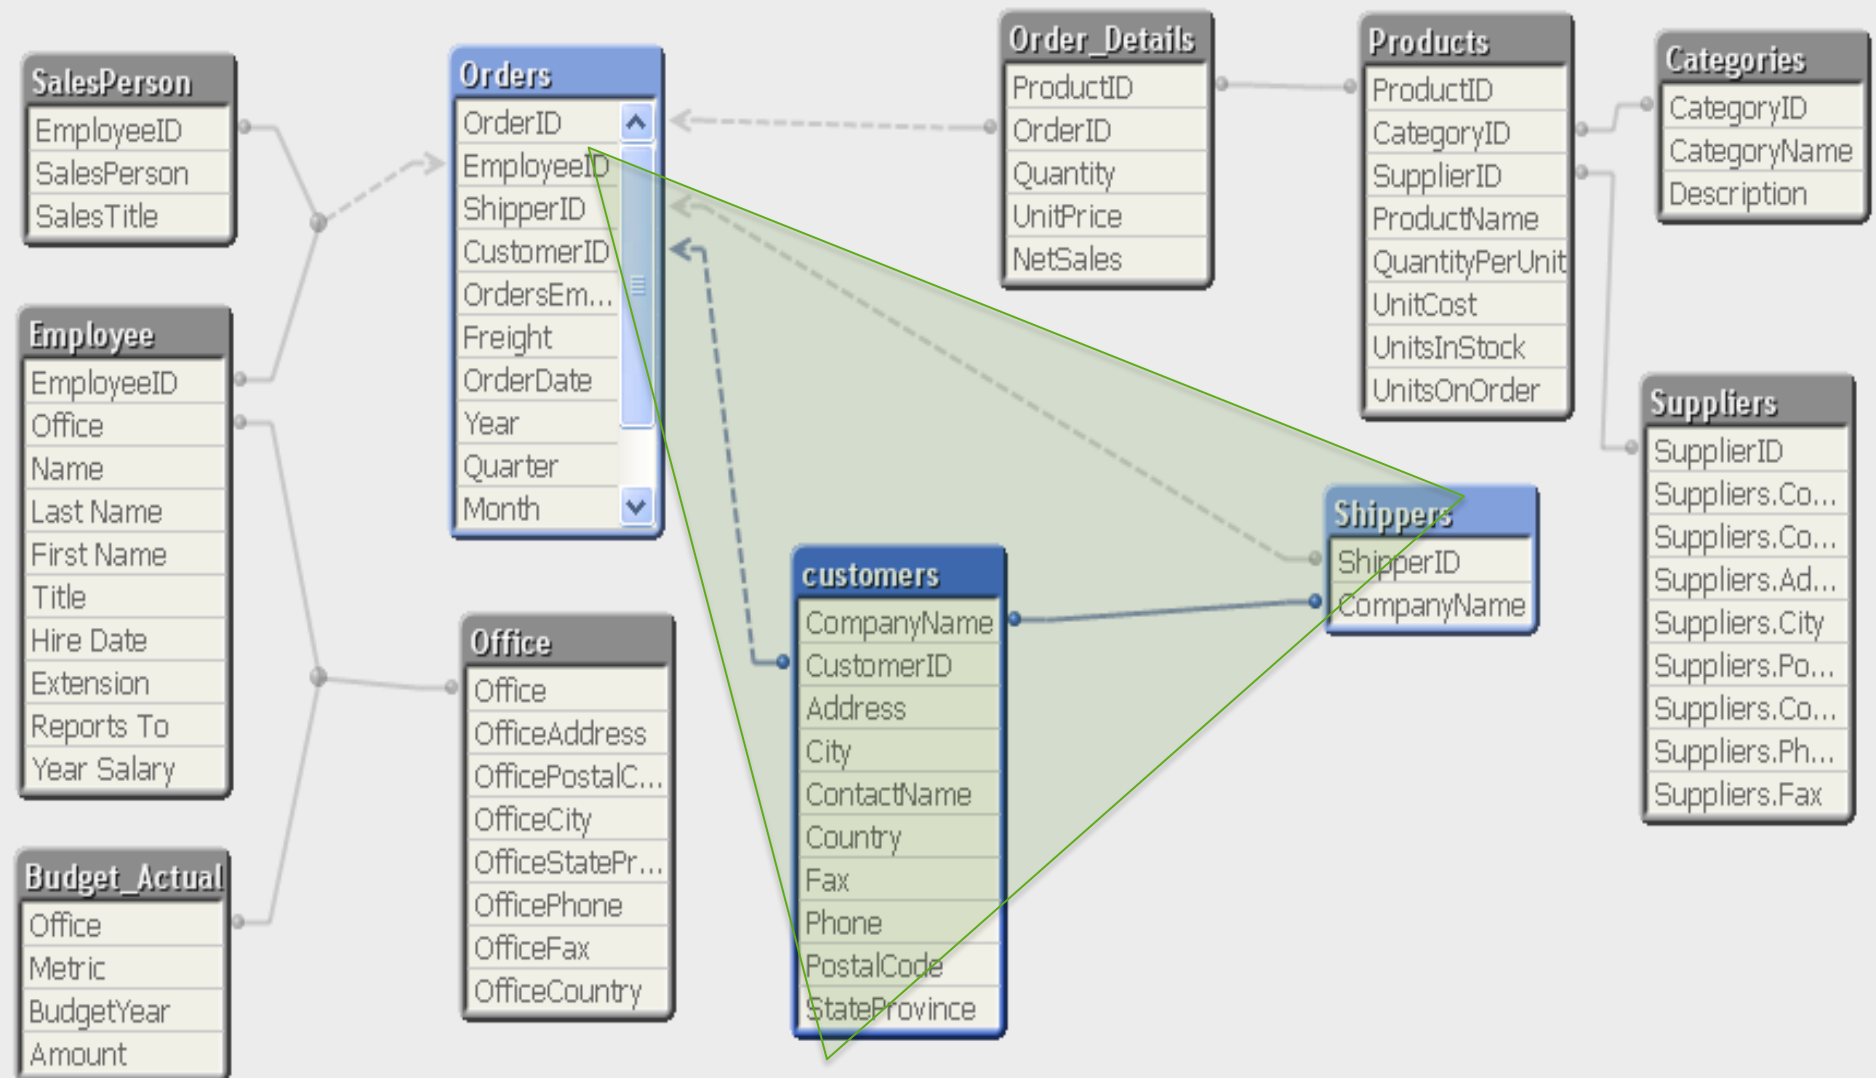 SalesPerson
EmployeeID
SalesPerson
SalesTitle
Employee
EmployeeID
Office
Name
Last Name
First Name
Title
Hire Date
Extension
Reports To
Year Salary
Budget_Actual
Office
Metric
BudgetYear
Amount
Orders
OrderID
EmployeeID
ShipperID
CustomerID
OrdersEm...
Freight
OrderDate
Year
Quarter
Month
Office
Office
OfficeAddress
OfficePostalC...
OfficeCity
OfficeStatePr...
OfficePhone
OfficeFax
OfficeCountry
customers
CompanyName
CustomerID
Address
City
ContactName
Country
Fax
Phone
PostalCode
StateProvince
Order_Details
ProductID
OrderID
Quantity
UnitPrice
NetSales
Shippers
ShipperID
CompanyName
Products
ProductID
CategoryID
SupplierID
ProductName
QuantityPerUnit
UnitCost
UnitsInStock
UnitsOnOrder
Categories
CategoryID
CategoryName
Description
Suppliers
SupplierID
Suppliers.Co...
Suppliers.Co...
Suppliers.Ad...
Suppliers.City
Suppliers.Po...
Suppliers.Co...
Suppliers.Ph...
Suppliers.Fax